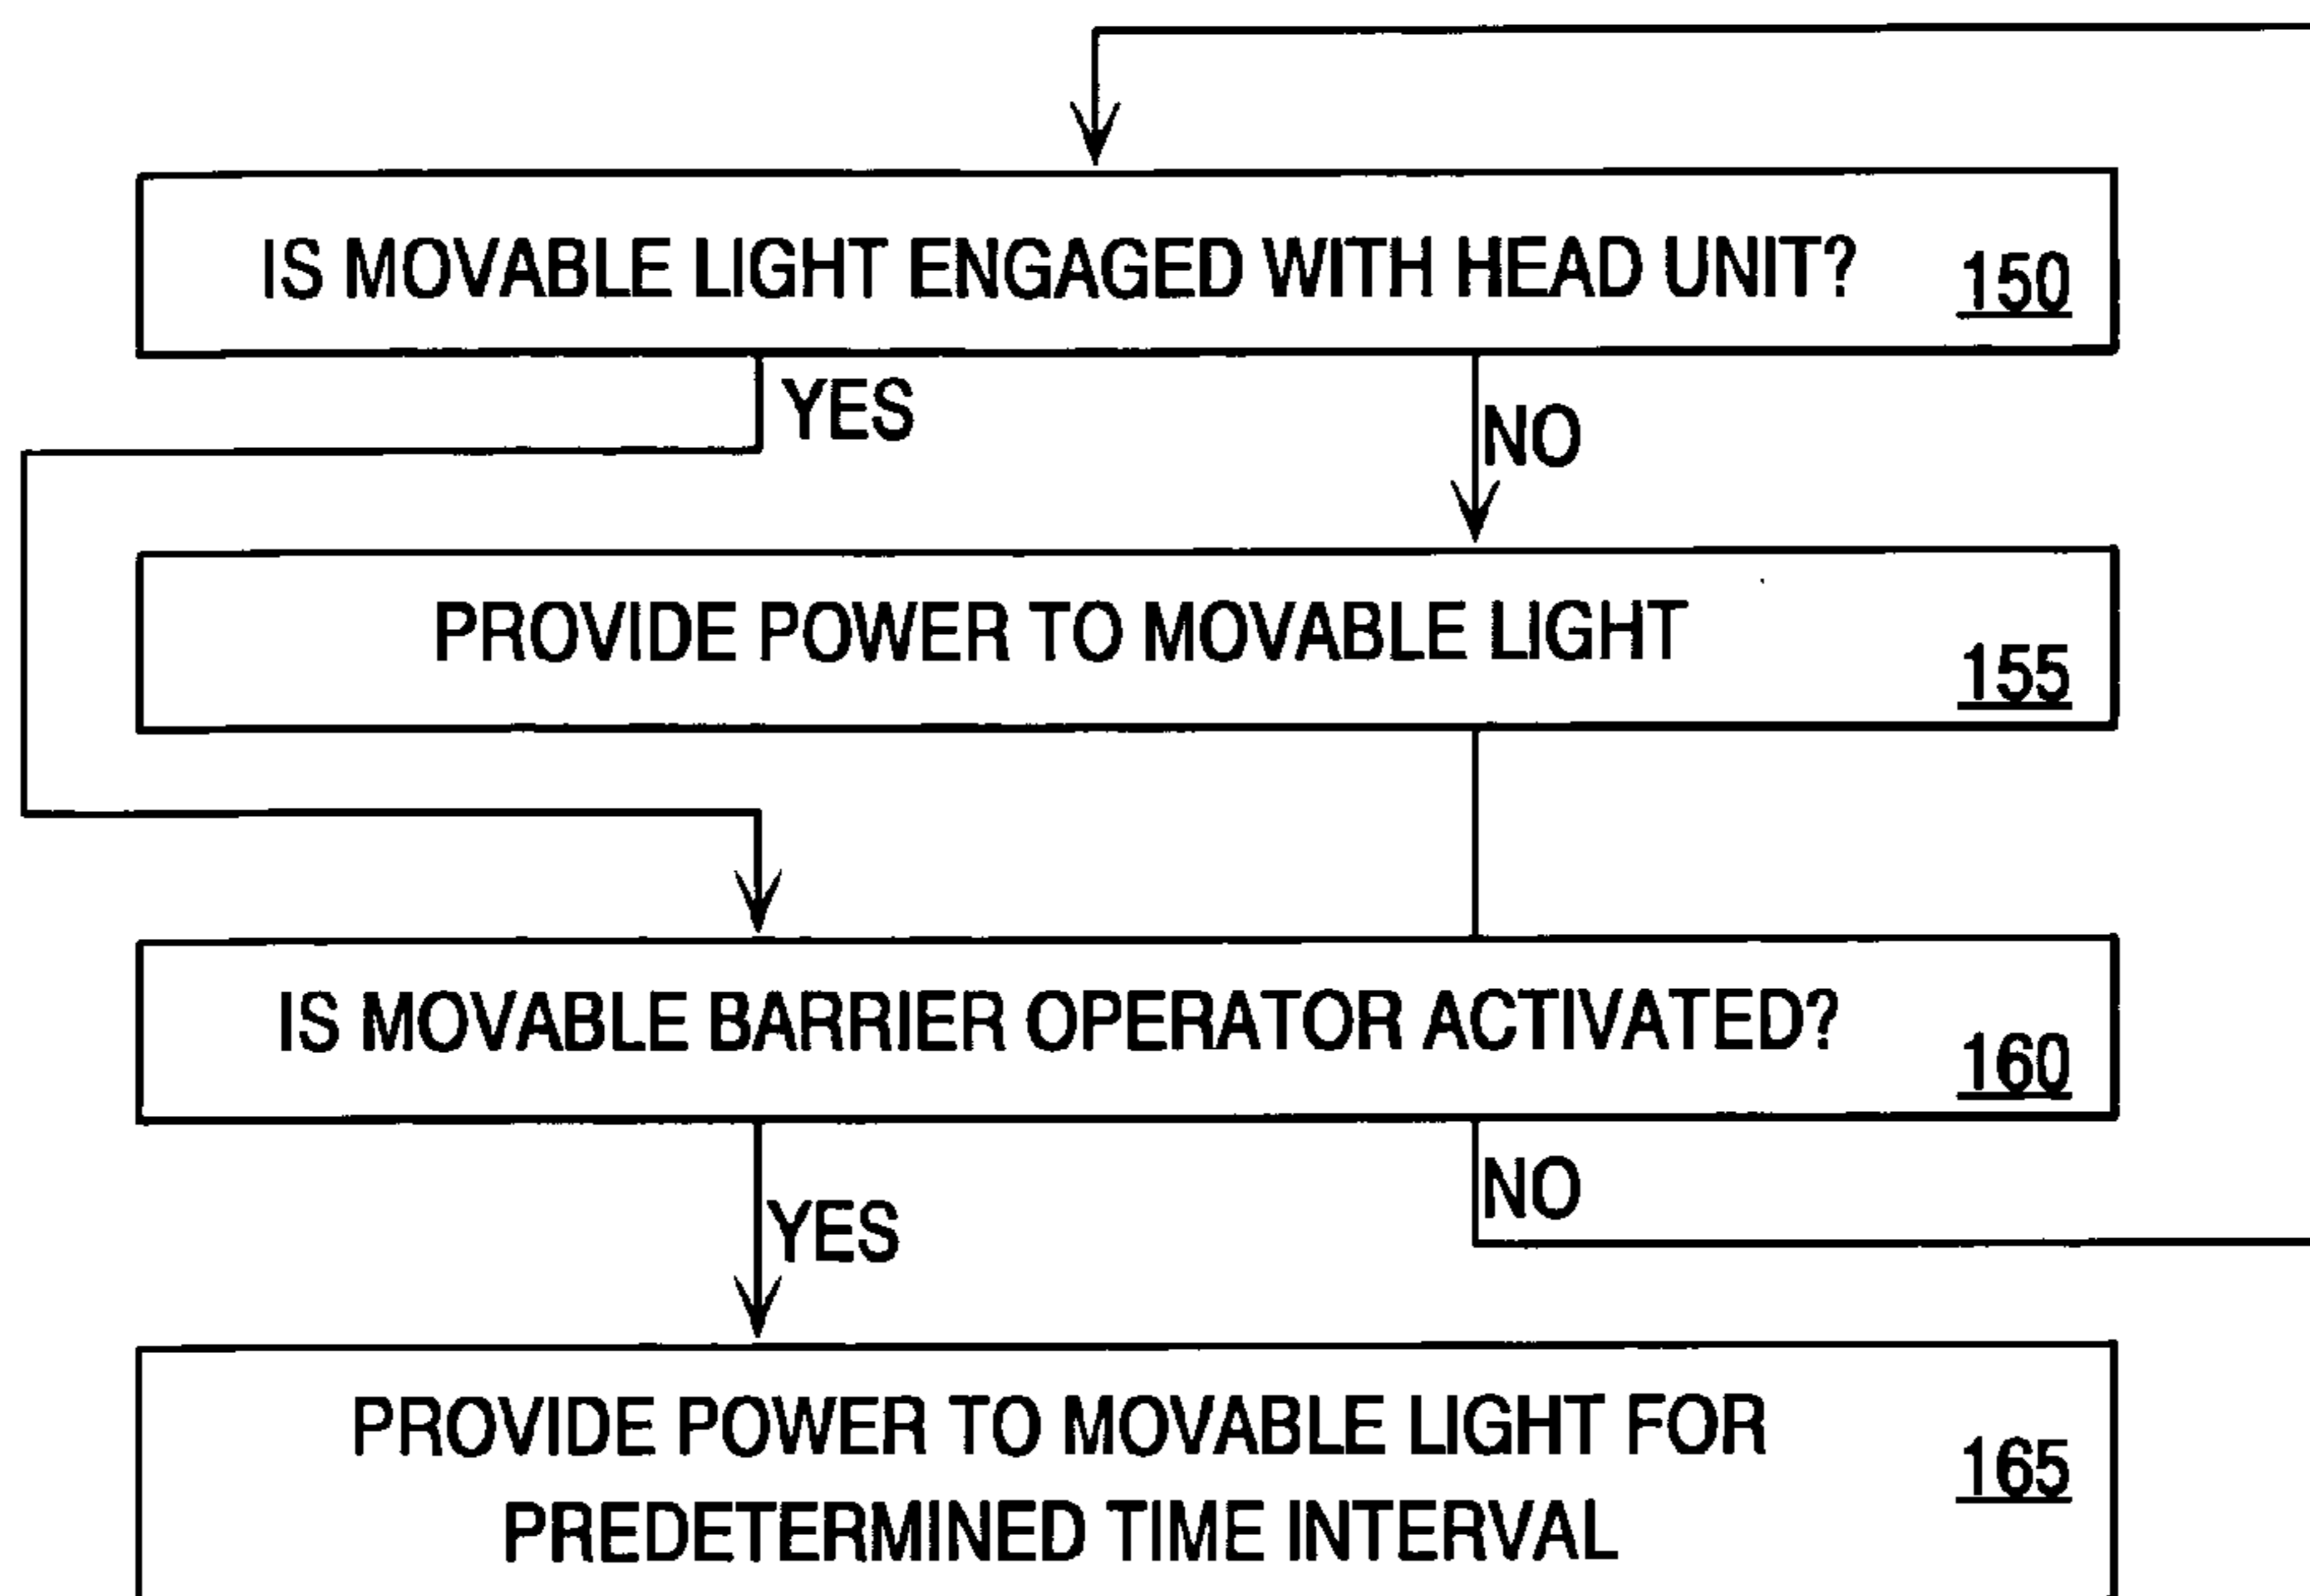 IS MOVABLE LIGHT ENGAGED WITH HEAD UNIT? 150
YES
NO
PROVIDE POWER TO MOVABLE LIGHT 155
IS MOVABLE BARRIER OPERATOR ACTIVATED? 160
YES
NO
PROVIDE POWER TO MOVABLE LIGHT FOR
PREDETERMINED TIME INTERVAL 165